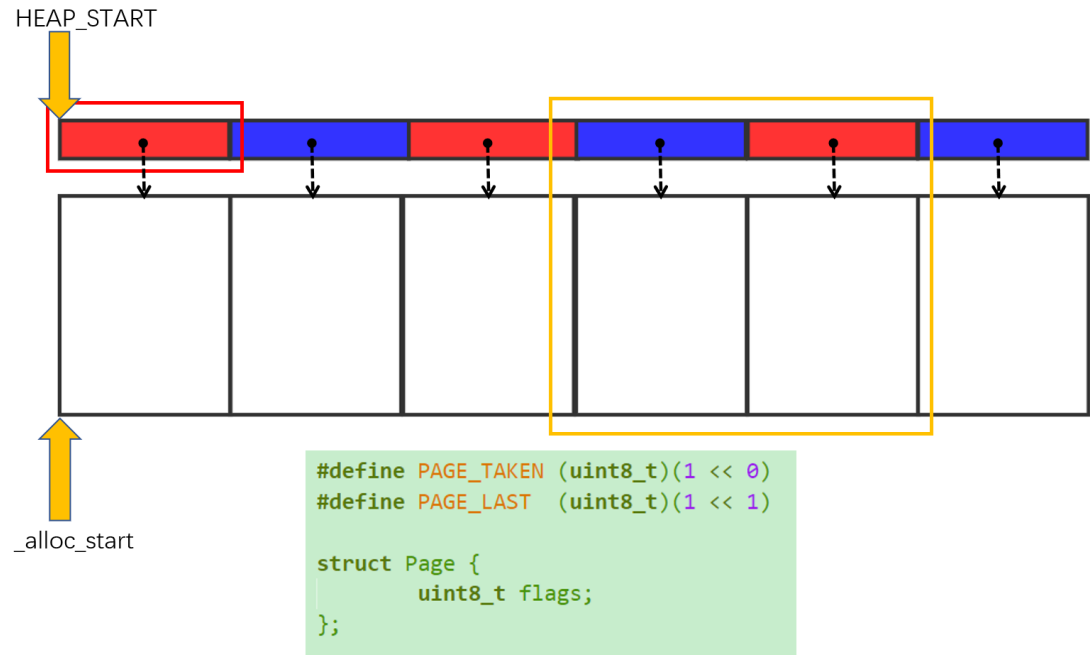 HEAP_START
_alloc_start
#define PAGE_TAKEN (uint8_t)(1 << 0)
#define PAGE_LAST  (uint8_t)(1 << 1)
struct Page {
        uint8_t flags;
};